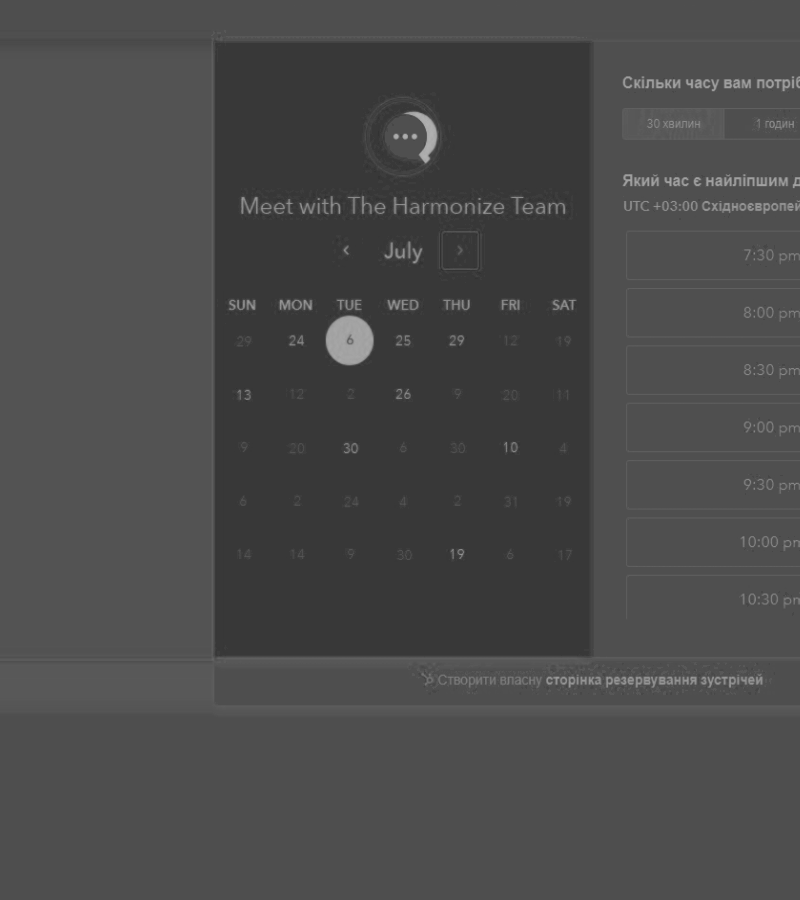 Meet with The Harmonize Team
July
SUN MON TUE WED THU FRI SAT
29 24 6 25 29 12 19
13 12 2 26 9 20 11
9 20 30 6 30 10 4
6 2 24 4 2 31 19
14 14 9 30 19 6 17
Скільки часу вам потріб
30 хвилин 1 годин
Який час є найліпшим д
UTC +03:00 Східноєвропей
7:30 pm
8:00 pm
8:30 pm
9:00 pm
9:30 pm
10:00 pm
10:30 pm
Створити власну сторінка резервування зустрічей